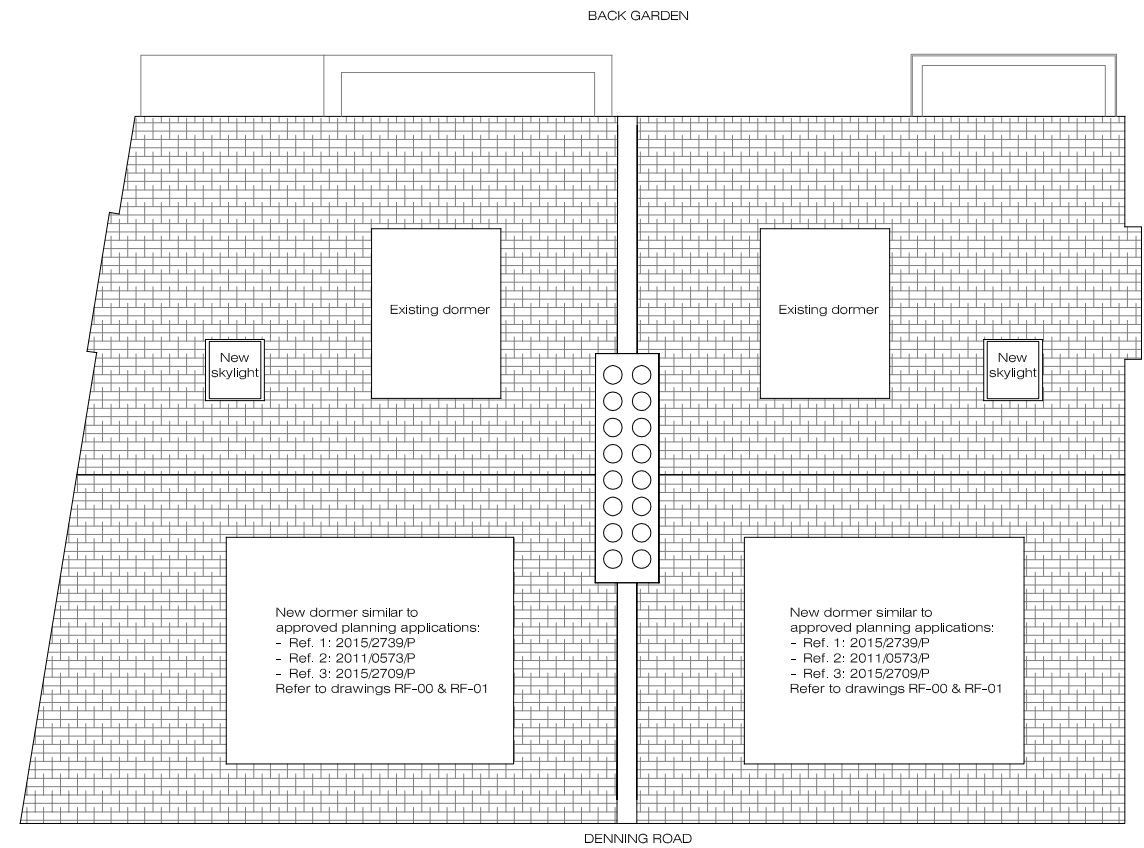 BACK GARDEN
Existing dormer
Existing dormer
New
skylight
New
skylight
New dormer similar to
approved planning applications:
- Ref. 1: 2015/2739/P
- Ref. 2: 2011/0573/P
- Ref. 3: 2015/2709/P
Refer to drawings RF-00 & RF-01
New dormer similar to
approved planning applications:
- Ref. 1: 2015/2739/P
- Ref. 2: 2011/0573/P
- Ref. 3: 2015/2709/P
Refer to drawings RF-00 & RF-01
DENNING ROAD